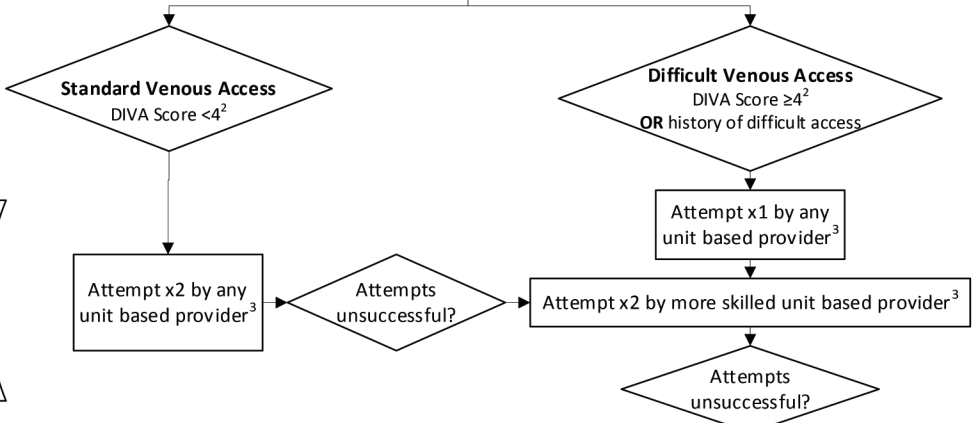 Standard Venous Access
DIVA Score <4²
Difficult Venous Access
DIVA Score ≥4²
OR history of difficult access
Attempt x1 by any
unit based provider³
Attempt x2 by any
unit based provider³
Attempts
unsuccessful?
Attempt x2 by more skilled unit based provider³
Attempts
unsuccessful?